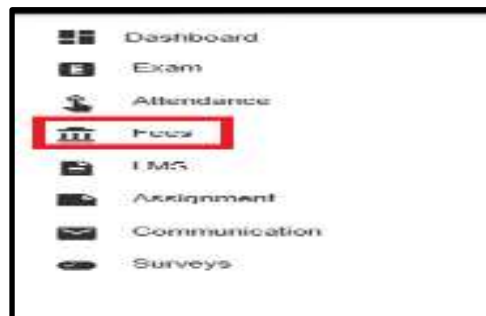 Dashboard
Exam
Attendance
Fees
LMS
Assignment
Communication
Surveys